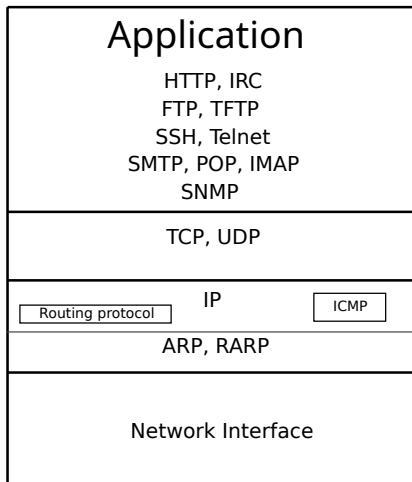 Application
HTTP, IRC
FTP, TFTP
SSH, Telnet
SMTP, POP, IMAP
SNMP
TCP, UDP
IP
Routing protocol
ICMP
ARP, RARP
Network Interface